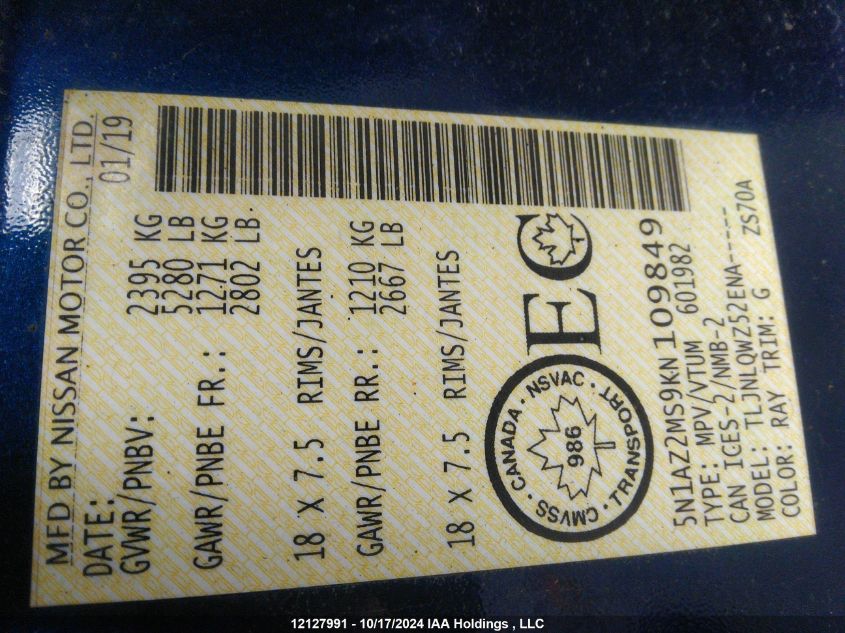 MFD BY NISSAN MOTOR CO., LTD.
DATE: 01/19
GVWR/PNBV: 2395 KG
5280 LB
GAWR/PNBE FR.: 1271 KG
2802 LB
18 X 7.5 RIMS/JANTES
GAWR/PNBE RR.: 1210 KG
2667 LB
18 X 7.5 RIMS/JANTES
EC
CANADA · NSVAC · TRANSPORT · CMVSS ·
986
5N1AZ2MS9KN109849
TYPE: MPV/VTUM 601982
CAN ICES-2/NMB-2
MODEL: TLJNLQWZ52ENA-----
COLOR: RAY TRIM: G ZS70A
12127991 - 10/17/2024 IAA Holdings , LLC